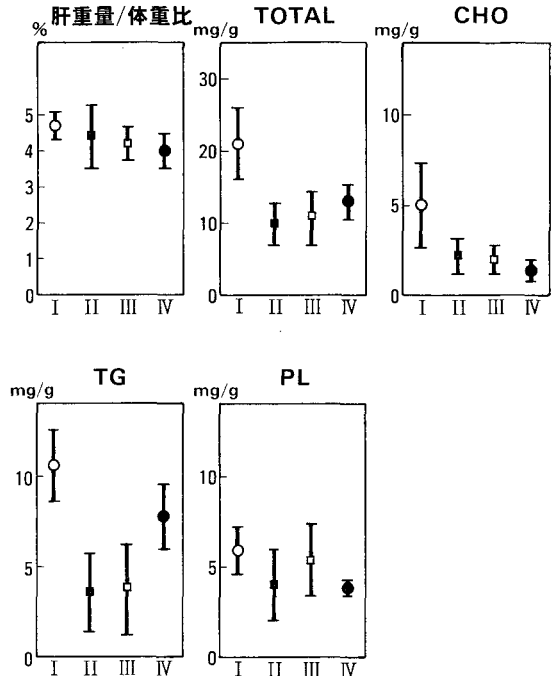 肝重量/体重比
%
5
4
3
2
1
0
I II III IV
TOTAL
mg/g
30
20
10
0
I II III IV
CHO
mg/g
10
5
0
I II III IV
TG
mg/g
10
5
0
I II III IV
PL
mg/g
10
5
0
I II III IV